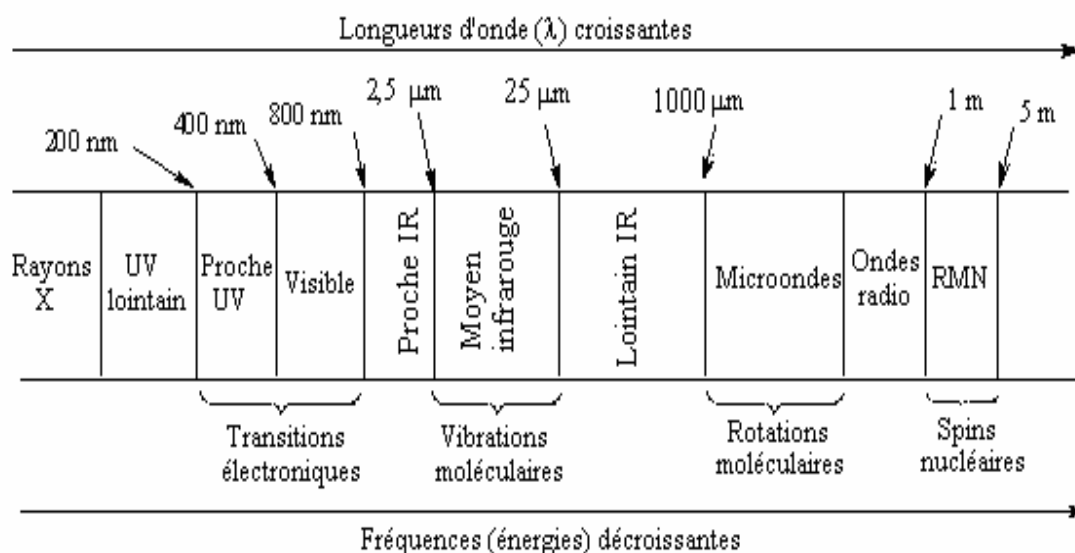 Longueurs d'onde (λ) croissantes
200 nm
400 nm
800 nm
2,5 μm
25 μm
1000 μm
1 m
5 m
Rayons
X
UV
lointain
Proche
UV
Visible
Proche IR
Moyen
infrarouge
Lointain IR
Microondes
Ondes
radio
RMN
Transitions
électroniques
Vibrations
moléculaires
Rotations
moléculaires
Spins
nucléaires
Fréquences (énergies) décroissantes